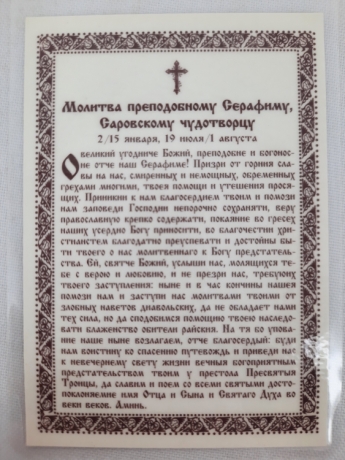 Молитва преподобному Серафиму,
Саровскому чудотворцу
2/15 января, 19 июля/1 августа
О великий угодниче Божий, преподобне и богонос-
не отче наш Серафиме! Призри от горния сла-
вы на нас, смиренных и немощных, обремененных
грехами многими, твоея помощи и утешения прося-
щих. Приникни к нам благосердием твоим и помози
нам заповеди Господни непорочно сохраняти, веру
православную крепко содержати, покаяние во гресех
наших усердно Богу приносити, во благочестии хри-
стианстем благодатно преуспевати и достойны бы-
ти твоего о нас молитвеннаго к Богу предстатель-
ства. Ей, святче Божий, услыши нас, молящихся те-
бе с верою и любовию, и не презри нас, требующих
твоего заступления: ныне и в час кончины нашея
помози нам и заступи нас молитвами твоими от
злобных наветов диавольских, да не обладает нами
тех сила, но да сподобимся помощию твоею наследо-
вати блаженство обители райския. На тя бо упова-
ние наше ныне возлагаем, отче благосердый: буди
нам воистину ко спасению путевождь и приведи нас
к невечернему свету жизни вечныя богоприятным
предстательством твоим у престола Пресвятыя
Троицы, да славим и поем со всеми святыми досто-
поклоняемое имя Отца и Сына и Святаго Духа во
веки веков. Аминь.